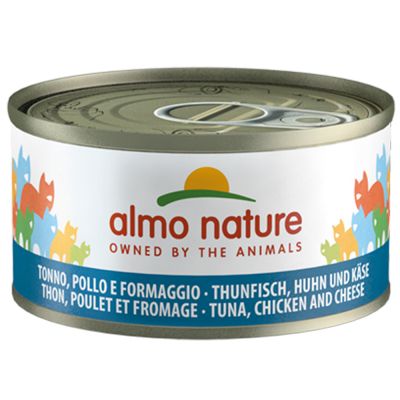 almo nature
OWNED BY THE ANIMALS
TONNO, POLLO E FORMAGGIO · THUNFISCH, HUHN UND KÄSE
THON, POULET ET FROMAGE · TUNA, CHICKEN AND CHEESE